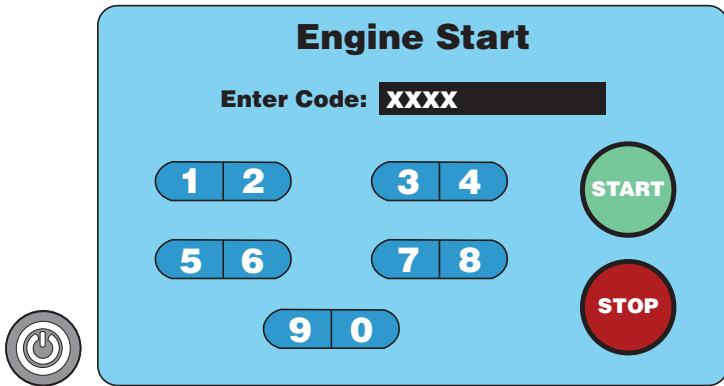 Engine Start
Enter Code: XXXX
1 2 3 4 START
5 6 7 8
9 0 STOP